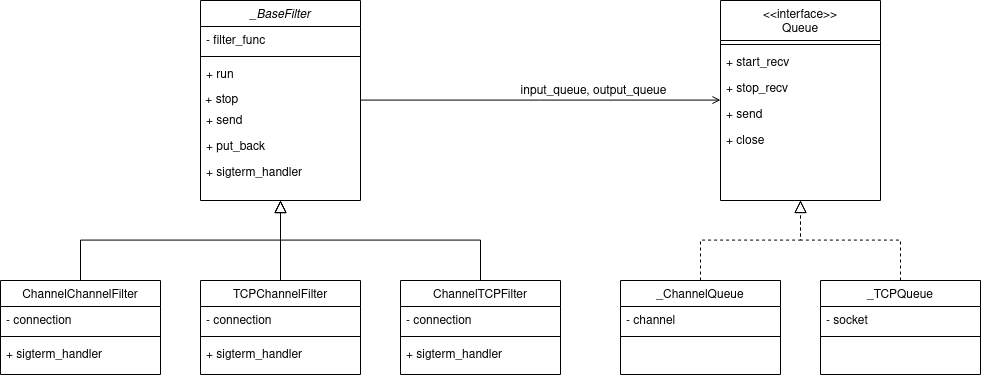 _BaseFilter
- filter_func
+ run
+ stop
+ send
+ put_back
+ sigterm_handler
input_queue, output_queue
<<interface>>
Queue
+ start_recv
+ stop_recv
+ send
+ close
ChannelChannelFilter
- connection
+ sigterm_handler
TCPChannelFilter
- connection
+ sigterm_handler
ChannelTCPFilter
- connection
+ sigterm_handler
_ChannelQueue
- channel
_TCPQueue
- socket